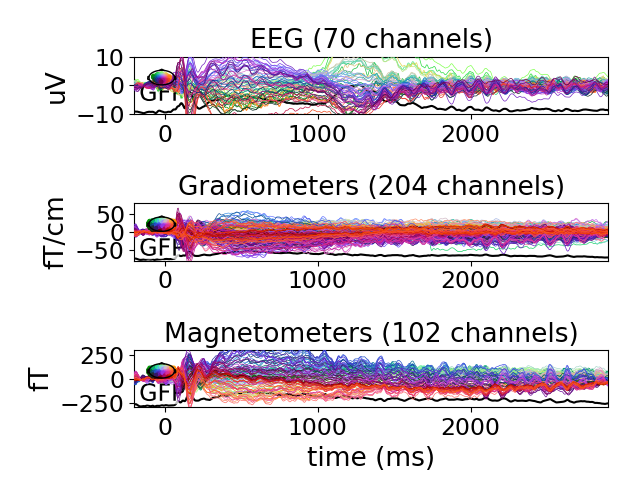 EEG (70 channels)
10
0
−10
uV
GFP
0
1000
2000
Gradiometers (204 channels)
50
0
−50
fT/cm
GFP
0
1000
2000
Magnetometers (102 channels)
250
0
−250
fT
GFP
0
1000
2000
time (ms)